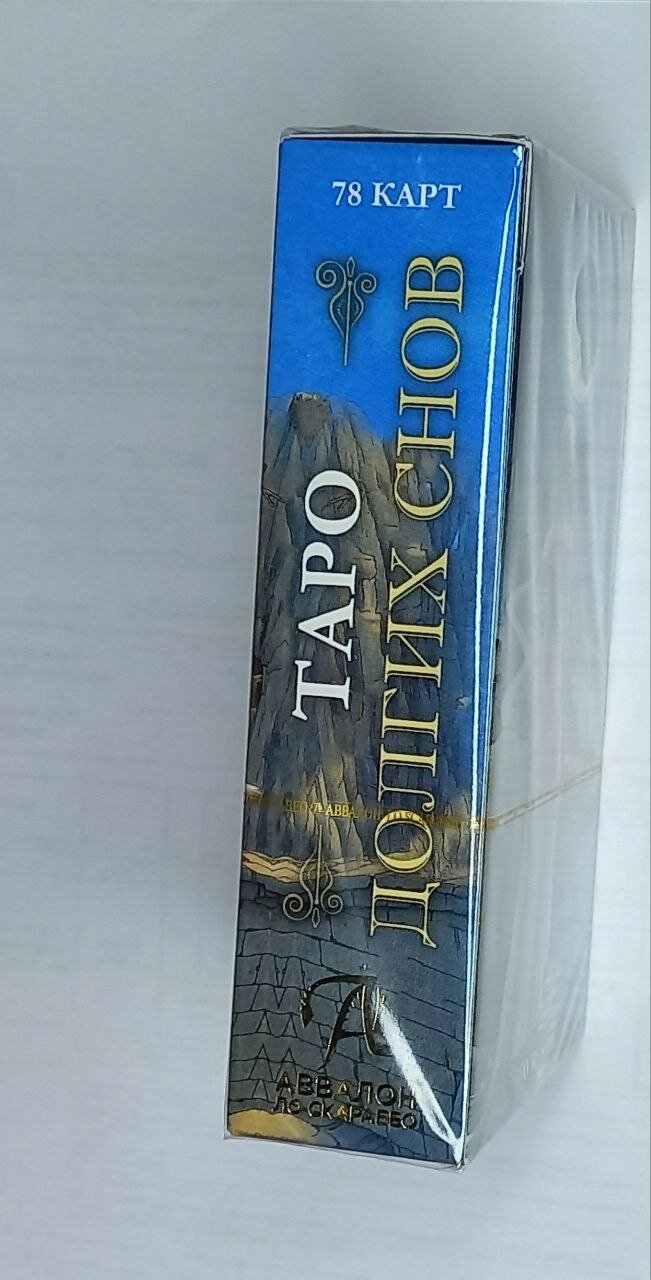 78 КАРТ
ТАРО
ДОЛГИХ СНОВ
АВВАЛОН
ЛО СКАРАБЕО